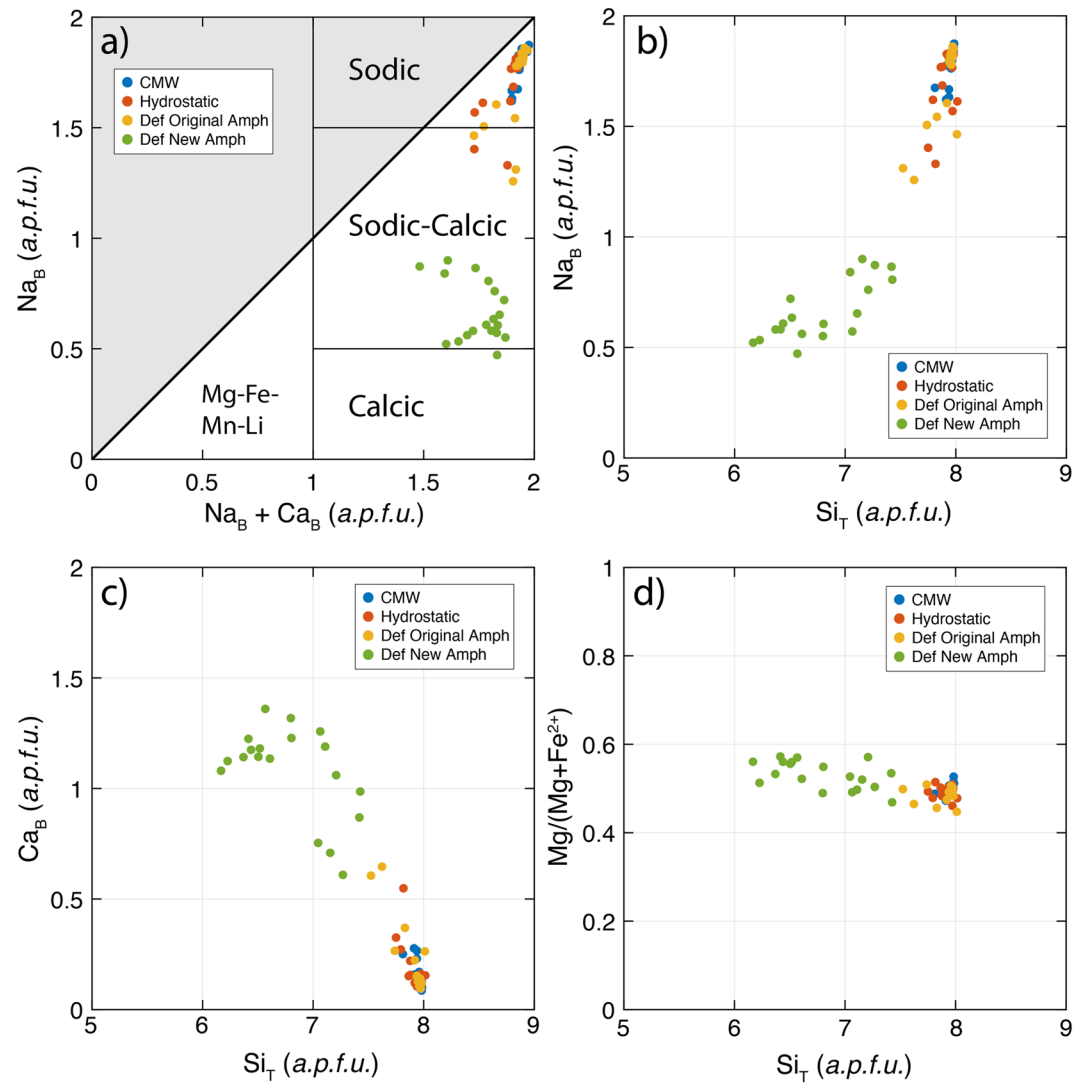 a)
2
1.5
1
0.5
0
Na_B (a.p.f.u.)
CMW
Hydrostatic
Def Original Amph
Def New Amph
Sodic
Sodic-Calcic
Mg-Fe-
Mn-Li
Calcic
0
0.5
1
1.5
2
Na_B + Ca_B (a.p.f.u.)
b)
2
1.5
1
0.5
0
Na_B (a.p.f.u.)
CMW
Hydrostatic
Def Original Amph
Def New Amph
5
6
7
8
9
Si_T (a.p.f.u.)
c)
2
1.5
1
0.5
0
Ca_B (a.p.f.u.)
CMW
Hydrostatic
Def Original Amph
Def New Amph
5
6
7
8
9
Si_T (a.p.f.u.)
d)
1
0.8
0.6
0.4
0.2
0
Mg/(Mg+Fe²⁺)
CMW
Hydrostatic
Def Original Amph
Def New Amph
5
6
7
8
9
Si_T (a.p.f.u.)